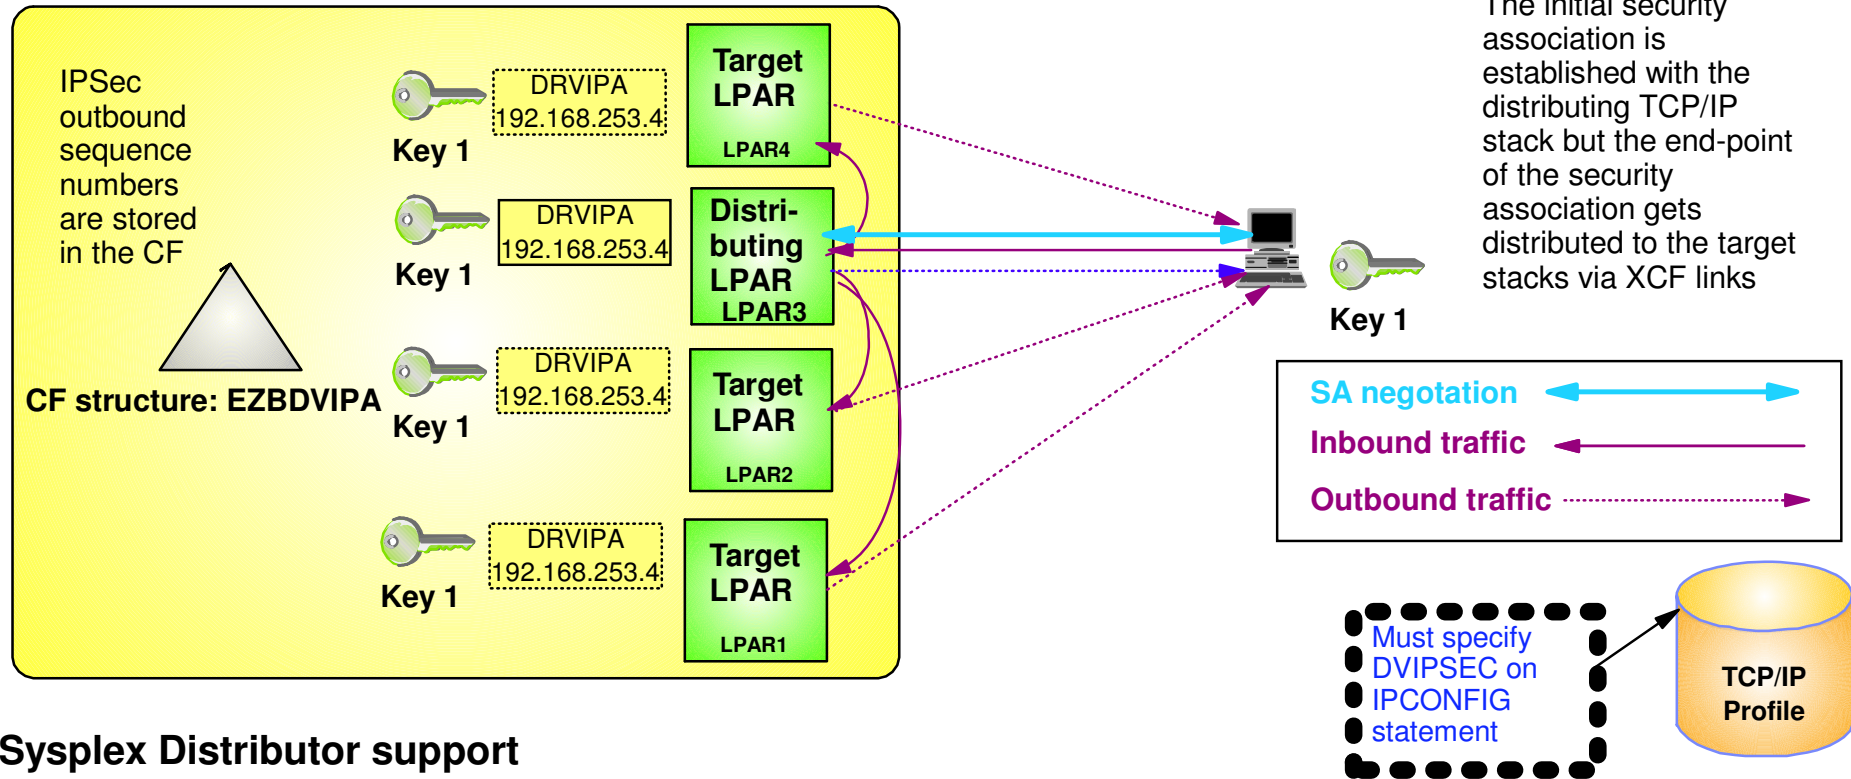 IPSec
outbound
sequence
numbers
are stored
in the CF
CF structure: EZBDVIPA
Key 1
DRVIPA
192.168.253.4
Target
LPAR
LPAR4
Key 1
DRVIPA
192.168.253.4
Distri-
buting
LPAR
LPAR3
Key 1
DRVIPA
192.168.253.4
Target
LPAR
LPAR2
Key 1
DRVIPA
192.168.253.4
Target
LPAR
LPAR1
Key 1
The initial security
association is
established with the
distributing TCP/IP
stack but the end-point
of the security
association gets
distributed to the target
stacks via XCF links
SA negotation
Inbound traffic
Outbound traffic
Must specify
DVIPSEC on
IPCONFIG
statement
TCP/IP
Profile
Sysplex Distributor support